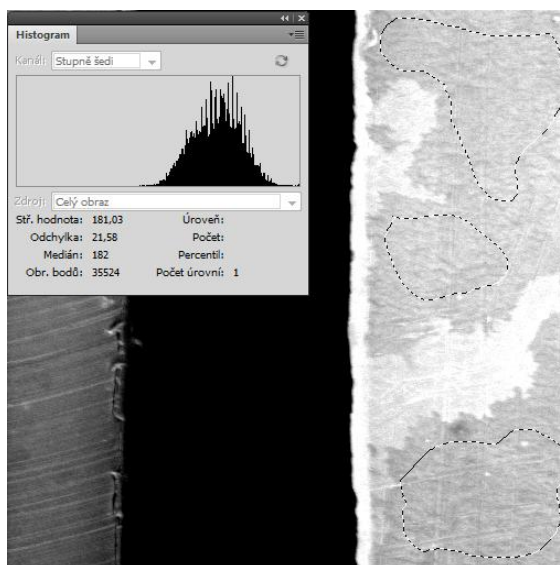 Histogram
Kanál: Stupně šedi
Zdroj: Celý obraz
Stř. hodnota: 181,03 Úroveň:
Odchylka: 21,58 Počet:
Medián: 182 Percentil:
Obr. bodů: 35524 Počet úrovní: 1